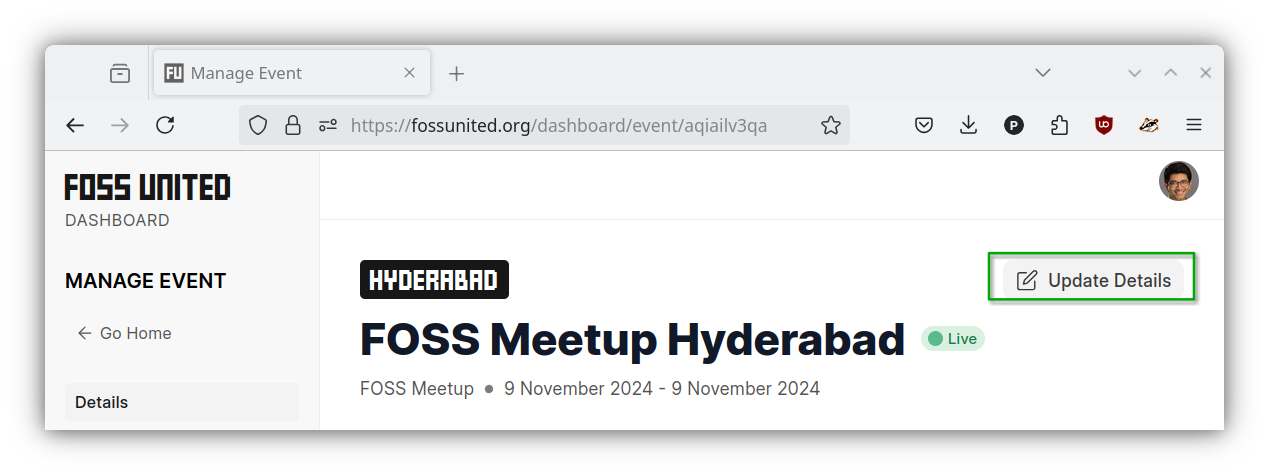 FU Manage Event
https://fossunited.org/dashboard/event/aqiailv3qa
P
UO
FOSS UNITED
DASHBOARD
MANAGE EVENT
Go Home
Details
HYDERABAD
Update Details
FOSS Meetup Hyderabad
Live
FOSS Meetup ● 9 November 2024 - 9 November 2024